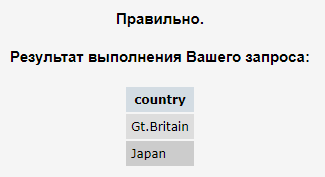 Правильно.
Результат выполнения Вашего запроса:
country
Gt.Britain
Japan